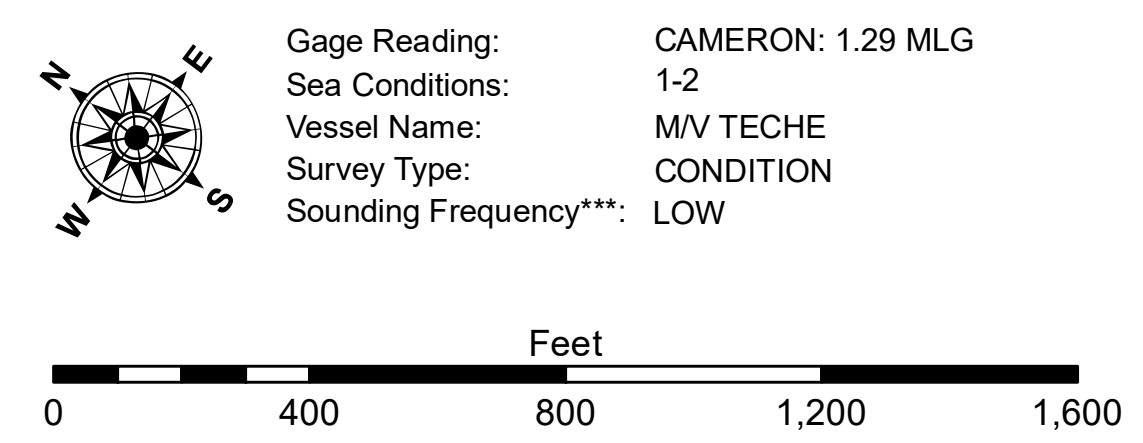 N
E
W
S
Gage Reading: CAMERON: 1.29 MLG
Sea Conditions: 1-2
Vessel Name: M/V TECHE
Survey Type: CONDITION
Sounding Frequency***: LOW
Feet
0 400 800 1,200 1,600